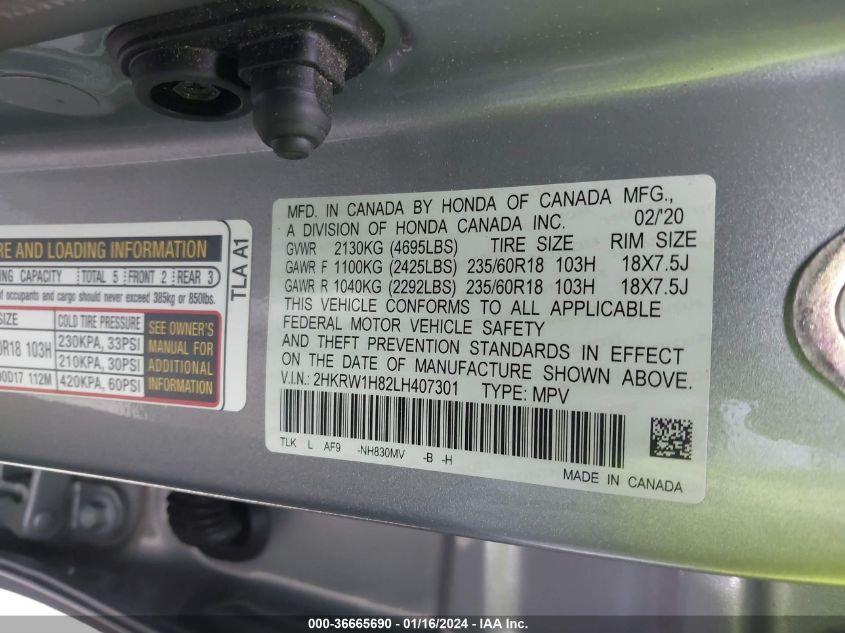 RE AND LOADING INFORMATION
NG CAPACITY TOTAL 5 FRONT 2 REAR 3
of occupants and cargo should never exceed 385kg or 850lbs.
SIZE COLD TIRE PRESSURE
0R18 103H 230KPA, 33PSI
210KPA, 30PSI
00D17 112M 420KPA, 60PSI
SEE OWNER'S
MANUAL FOR
ADDITIONAL
INFORMATION
TLA A1
MFD. IN CANADA BY HONDA OF CANADA MFG.,
A DIVISION OF HONDA CANADA INC. 02/'20
GVWR 2130KG (4695LBS) TIRE SIZE RIM SIZE
GAWR F 1100KG (2425LBS) 235/60R18 103H 18X7.5J
GAWR R 1040KG (2292LBS) 235/60R18 103H 18X7.5J
THIS VEHICLE CONFORMS TO ALL APPLICABLE
FEDERAL MOTOR VEHICLE SAFETY
AND THEFT PREVENTION STANDARDS IN EFFECT
ON THE DATE OF MANUFACTURE SHOWN ABOVE.
V.I.N.: 2HKRW1H82LH407301 TYPE: MPV
TLK L AF9 -NH830MV -B -H
MADE IN CANADA
000-36665690 - 01/16/2024 - IAAI.com.